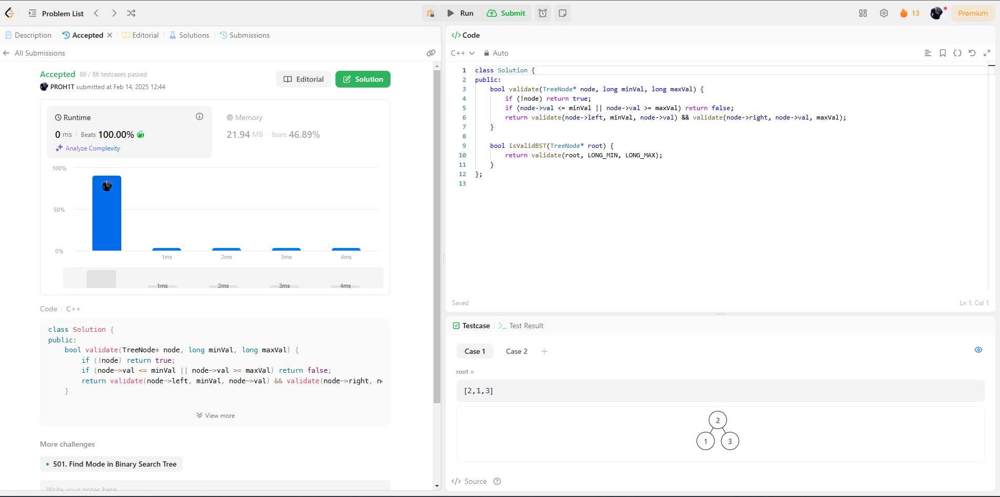 Problem List
Run
Submit
13
Premium
Description
Accepted
Editorial
Solutions
Submissions
All Submissions
Accepted 86 / 86 testcases passed
PROH1T submitted at Feb 14, 2025 12:44
Editorial
Solution
Runtime
0 ms Beats 100.00%
Analyze Complexity
Memory
21.94 MB Beats 46.89%
100%
50%
0%
1ms 2ms 3ms 4ms
1ms 2ms 3ms 4ms
Code C++
class Solution {
public:
    bool validate(TreeNode* node, long minVal, long maxVal) {
        if (!node) return true;
        if (node->val <= minVal || node->val >= maxVal) return false;
        return validate(node->left, minVal, node->val) && validate(node->right, n
    }
View more
More challenges
501. Find Mode in Binary Search Tree
Write your notes here
</> Code
C++ Auto
1 class Solution {
2 public:
3     bool validate(TreeNode* node, long minVal, long maxVal) {
4         if (!node) return true;
5         if (node->val <= minVal || node->val >= maxVal) return false;
6         return validate(node->left, minVal, node->val) && validate(node->right, node->val, maxVal);
7     }
8
9     bool isValidBST(TreeNode* root) {
10         return validate(root, LONG_MIN, LONG_MAX);
11     }
12 };
13
Saved
Ln 1, Col 1
Testcase
>_ Test Result
Case 1 Case 2 +
root =
[2,1,3]
2
1 3
</> Source ?